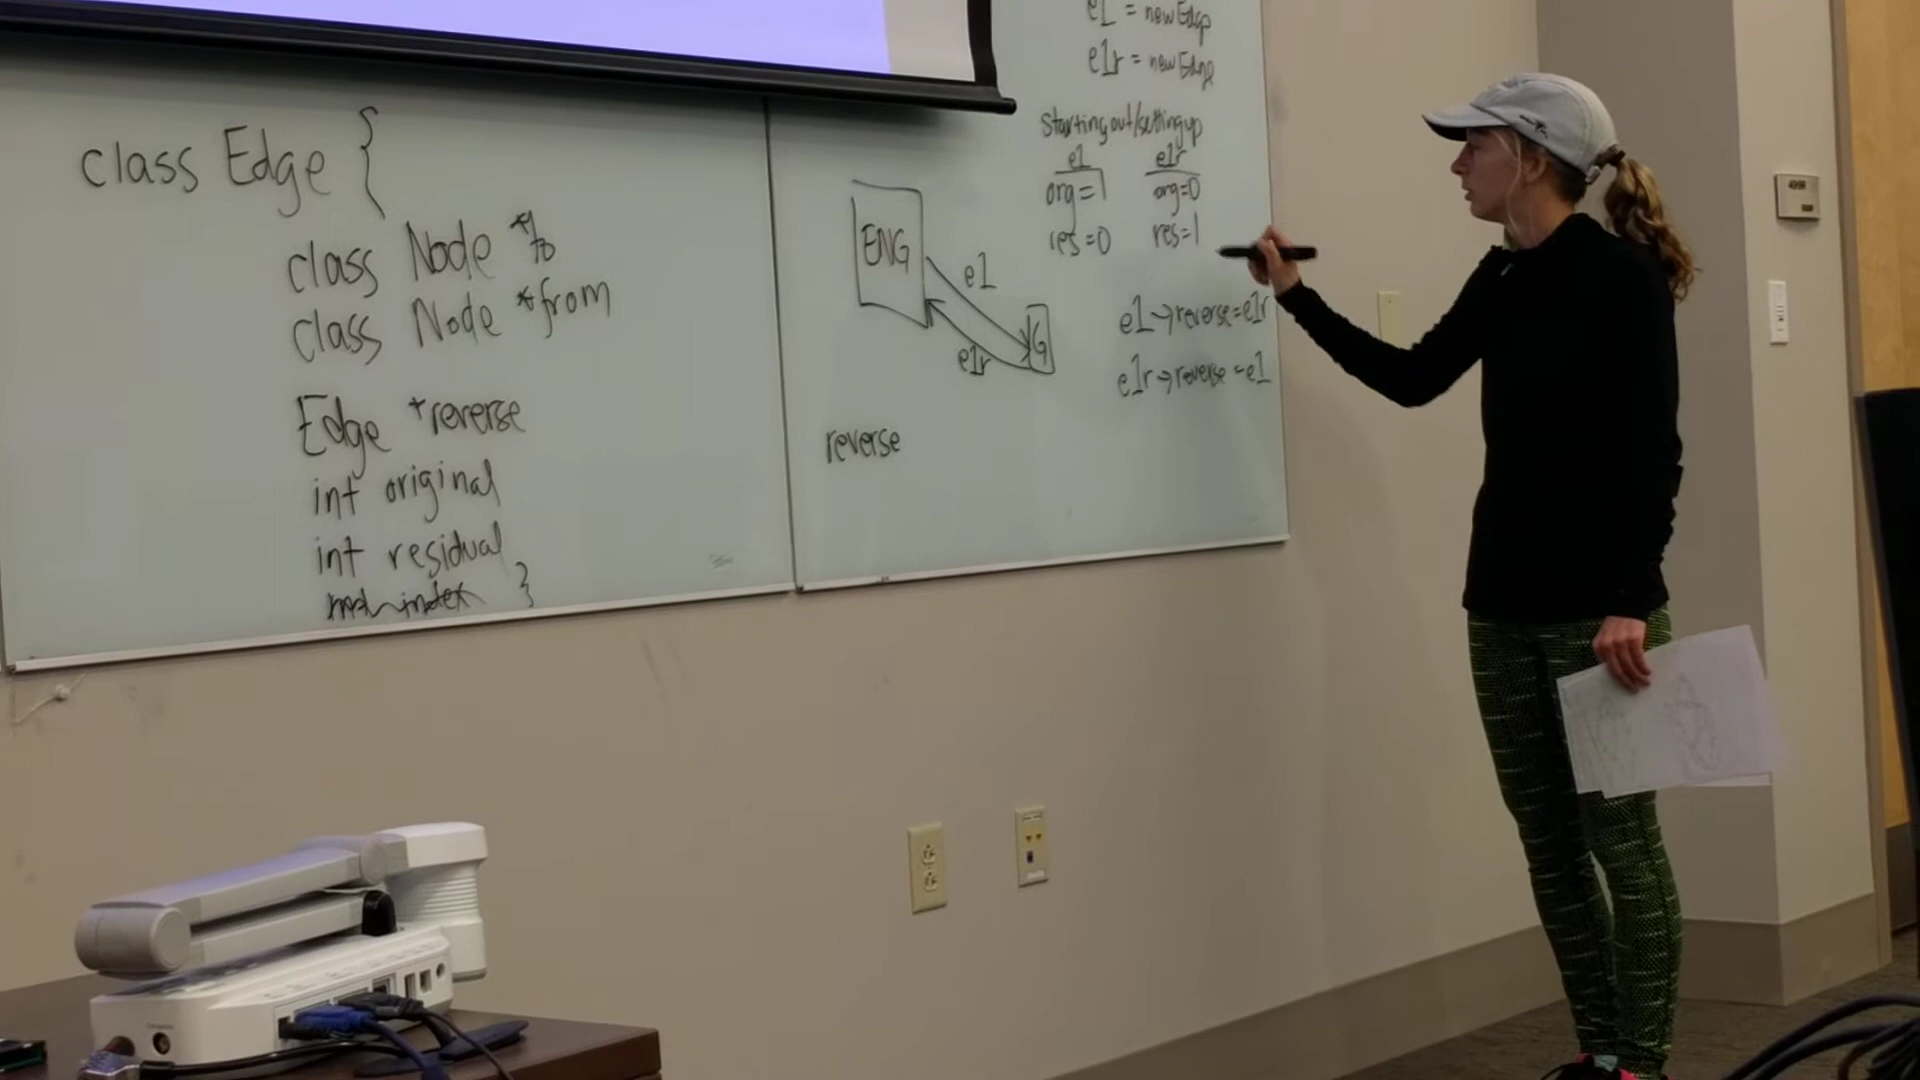 class Edge {
class Node *to
class Node *from
Edge *reverse
int original
int residual
}
ENG
e1
e1r
G
reverse
e1 = new Edge
e1r = new Edge
Starting out/setting up
e1 e1r
org=1 org=0
res=0 res=1
e1→reverse=e1r
e1r→reverse=e1